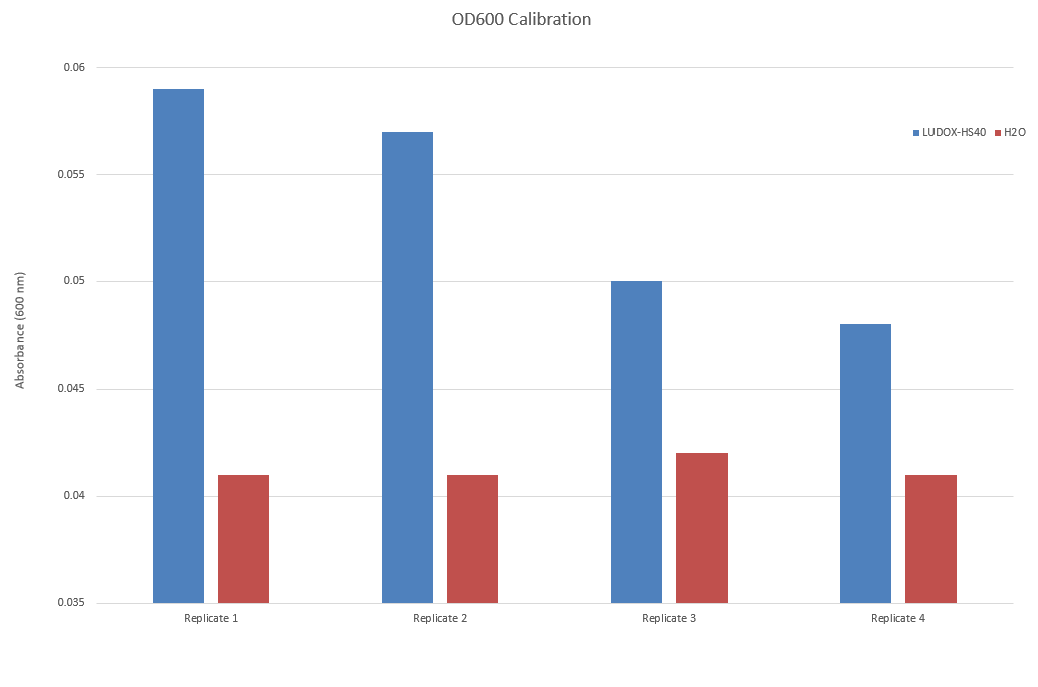 OD600 Calibration
0.06
0.055
0.05
0.045
0.04
0.035
Absorbance (600 nm)
LUDOX-HS40 H2O
Replicate 1 Replicate 2 Replicate 3 Replicate 4